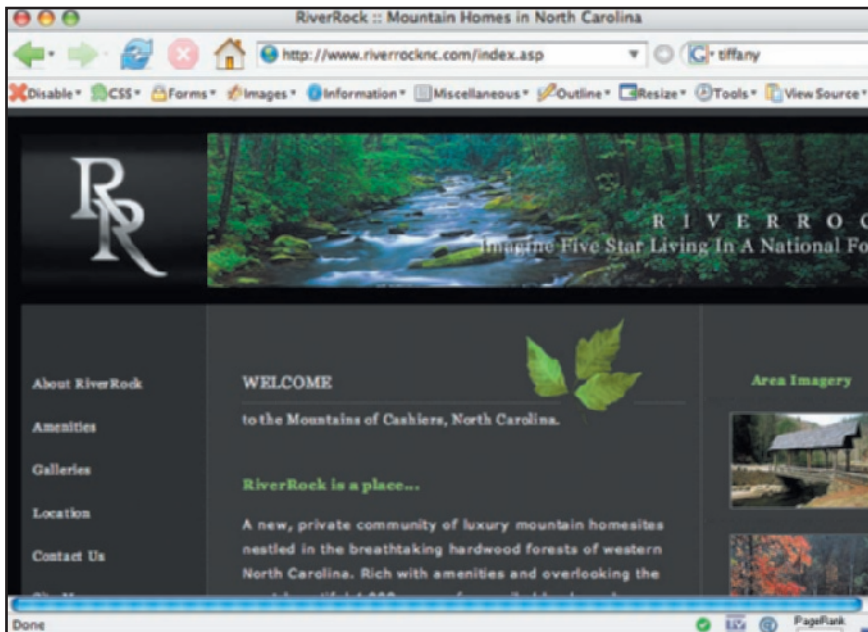 RiverRock :: Mountain Homes in North Carolina
http://www.riverrocknc.com/index.asp
G tiffany
Disable CSS Forms Images Information Miscellaneous Outline Resize Tools View Source
RR
RIVERROC
Imagine Five Star Living In A National Fo
About RiverRock
Amenities
Galleries
Location
Contact Us
WELCOME
to the Mountains of Cashiers, North Carolina.
RiverRock is a place...
A new, private community of luxury mountain homesites
nestled in the breathtaking hardwood forests of western
North Carolina. Rich with amenities and overlooking the
Area Imagery
Done
PageRank